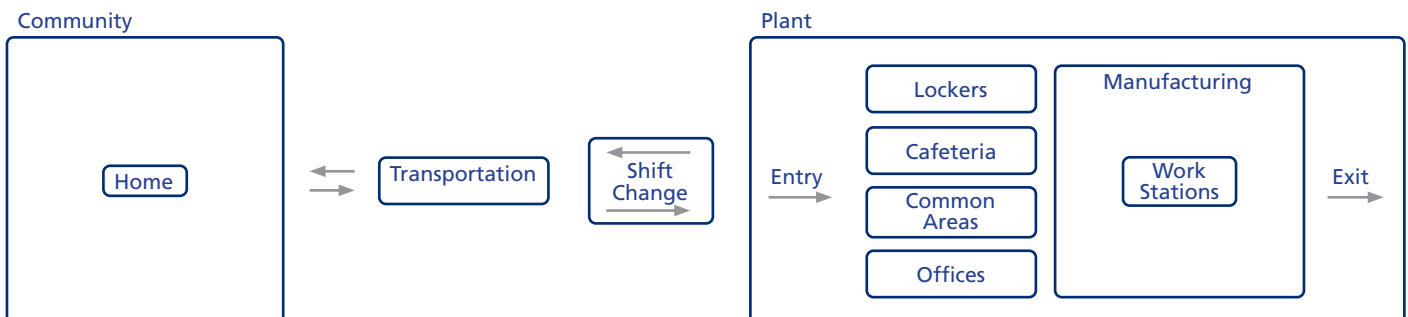 Community
Home
Transportation
Shift
Change
Plant
Entry
Lockers
Cafeteria
Common
Areas
Offices
Manufacturing
Work
Stations
Exit